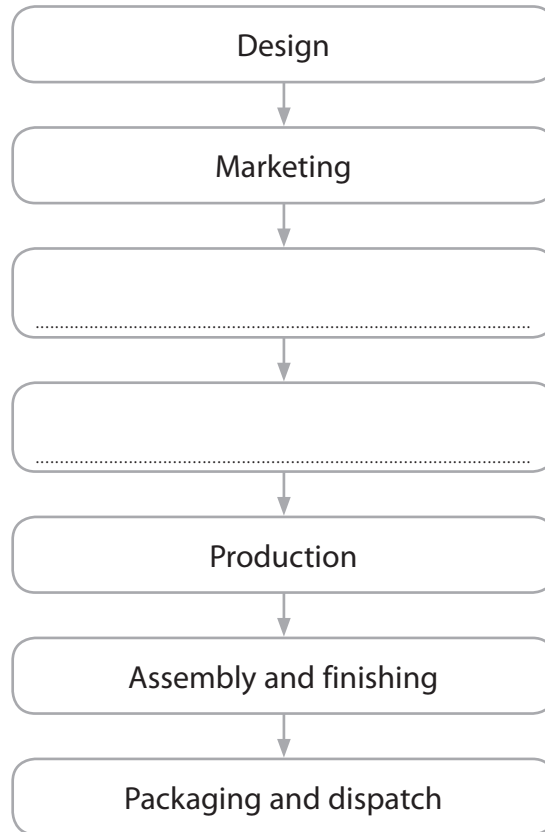 Design
Marketing
Production
Assembly and finishing
Packaging and dispatch